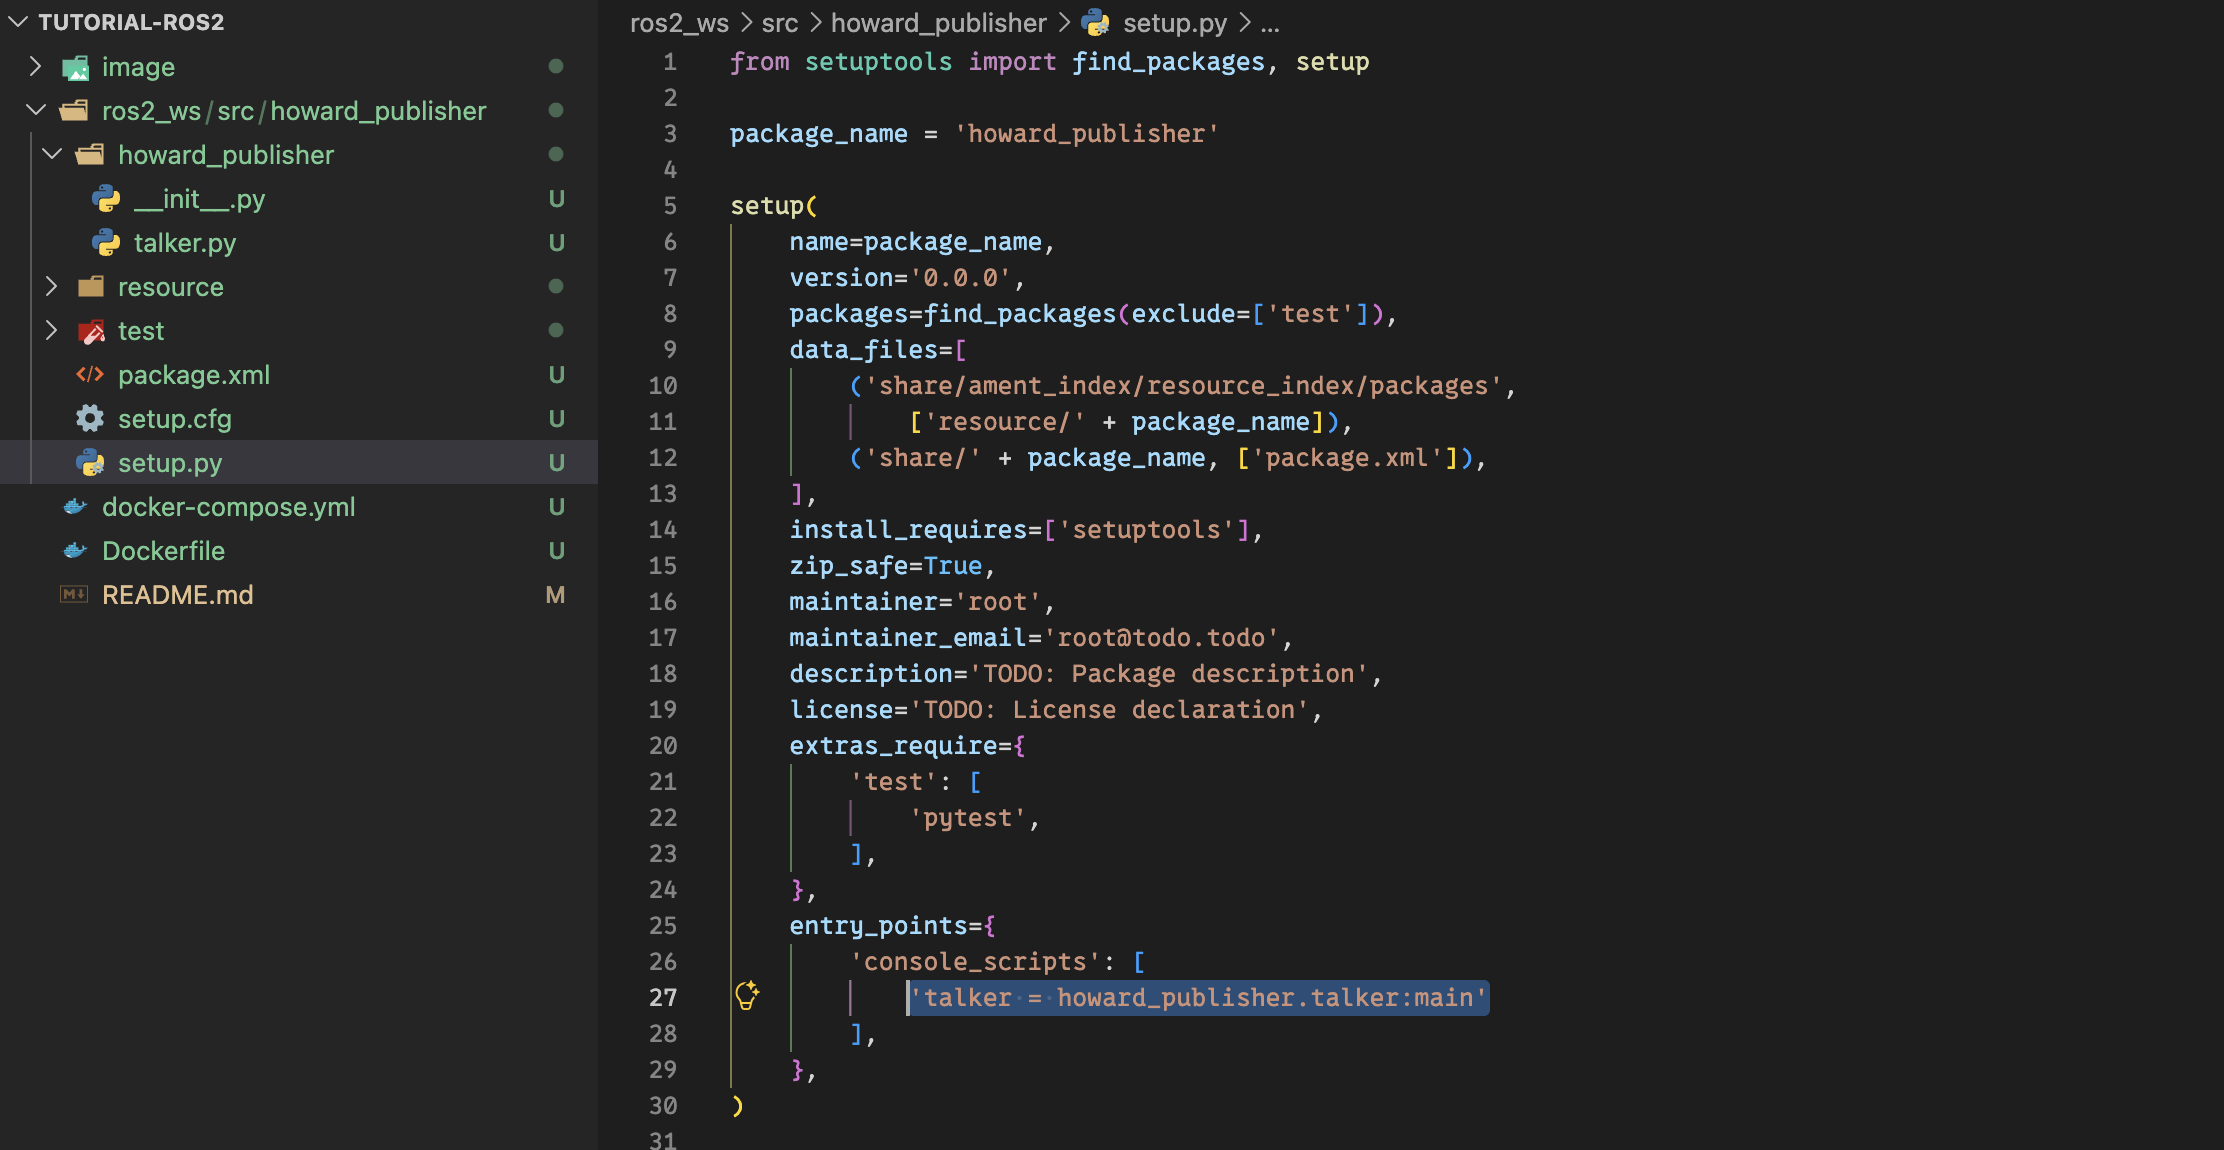 TUTORIAL-ROS2
image
ros2_ws/src/howard_publisher
howard_publisher
__init__.py U
talker.py U
resource
test
package.xml U
setup.cfg U
setup.py U
docker-compose.yml U
Dockerfile U
README.md M
ros2_ws > src > howard_publisher > setup.py > ...
1 from setuptools import find_packages, setup
2
3 package_name = 'howard_publisher'
4
5 setup(
6     name=package_name,
7     version='0.0.0',
8     packages=find_packages(exclude=['test']),
9     data_files=[
10         ('share/ament_index/resource_index/packages',
11             ['resource/' + package_name]),
12         ('share/' + package_name, ['package.xml']),
13     ],
14     install_requires=['setuptools'],
15     zip_safe=True,
16     maintainer='root',
17     maintainer_email='root@todo.todo',
18     description='TODO: Package description',
19     license='TODO: License declaration',
20     extras_require={
21         'test': [
22             'pytest',
23         ],
24     },
25     entry_points={
26         'console_scripts': [
27             'talker = howard_publisher.talker:main'
28         ],
29     },
30 )
31